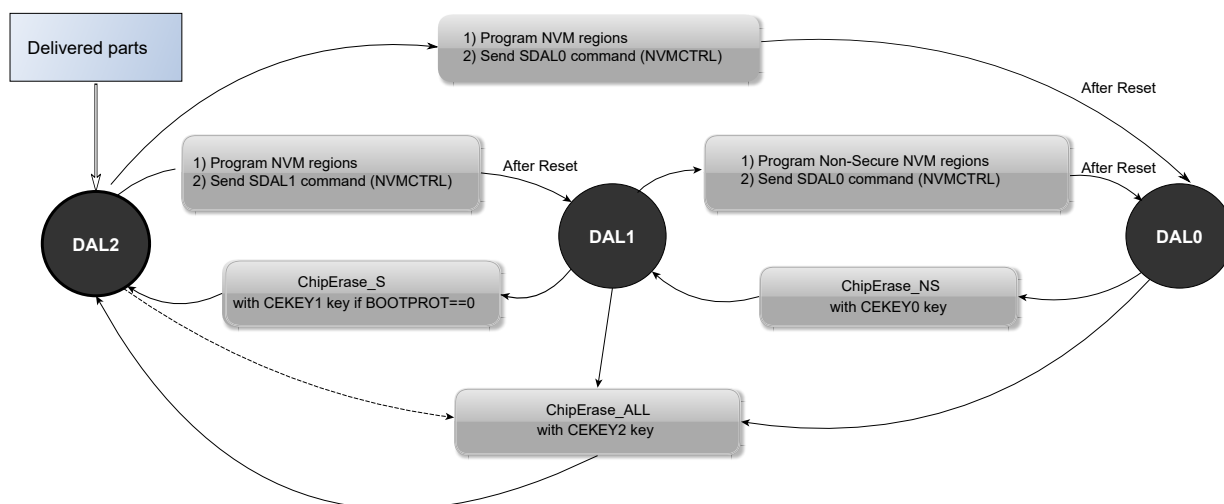 Delivered parts
1) Program NVM regions
2) Send SDAL0 command (NVMCTRL)
After Reset
1) Program NVM regions
2) Send SDAL1 command (NVMCTRL)
After Reset
1) Program Non-Secure NVM regions
2) Send SDAL0 command (NVMCTRL)
After Reset
DAL2
DAL1
DAL0
ChipErase_S
with CEKEY1 key if BOOTPROT==0
ChipErase_NS
with CEKEY0 key
ChipErase_ALL
with CEKEY2 key